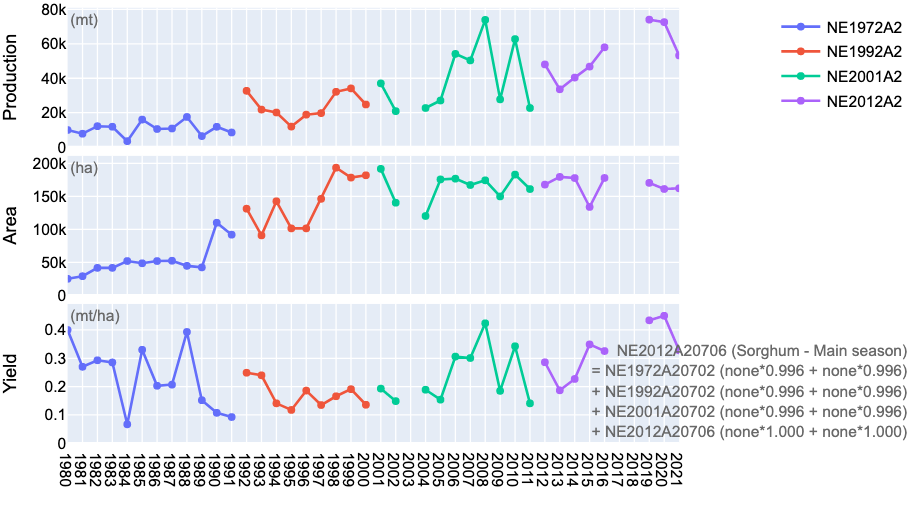 80k
(mt)
60k
40k
20k
0
Production
NE1972A2
NE1992A2
NE2001A2
NE2012A2
200k
(ha)
150k
100k
50k
0
Area
(mt/ha)
0.4
0.3
0.2
0.1
0
Yield
NE2012A20706 (Sorghum - Main season)
= NE1972A20702 (none*0.996 + none*0.996)
+ NE1992A20702 (none*0.996 + none*0.996)
+ NE2001A20702 (none*0.996 + none*0.996)
+ NE2012A20706 (none*1.000 + none*1.000)
1980
1981
1982
1983
1984
1985
1986
1987
1988
1989
1990
1991
1992
1993
1994
1995
1996
1997
1998
1999
2000
2001
2002
2003
2004
2005
2006
2007
2008
2009
2010
2011
2012
2013
2014
2015
2016
2017
2018
2019
2020
2021